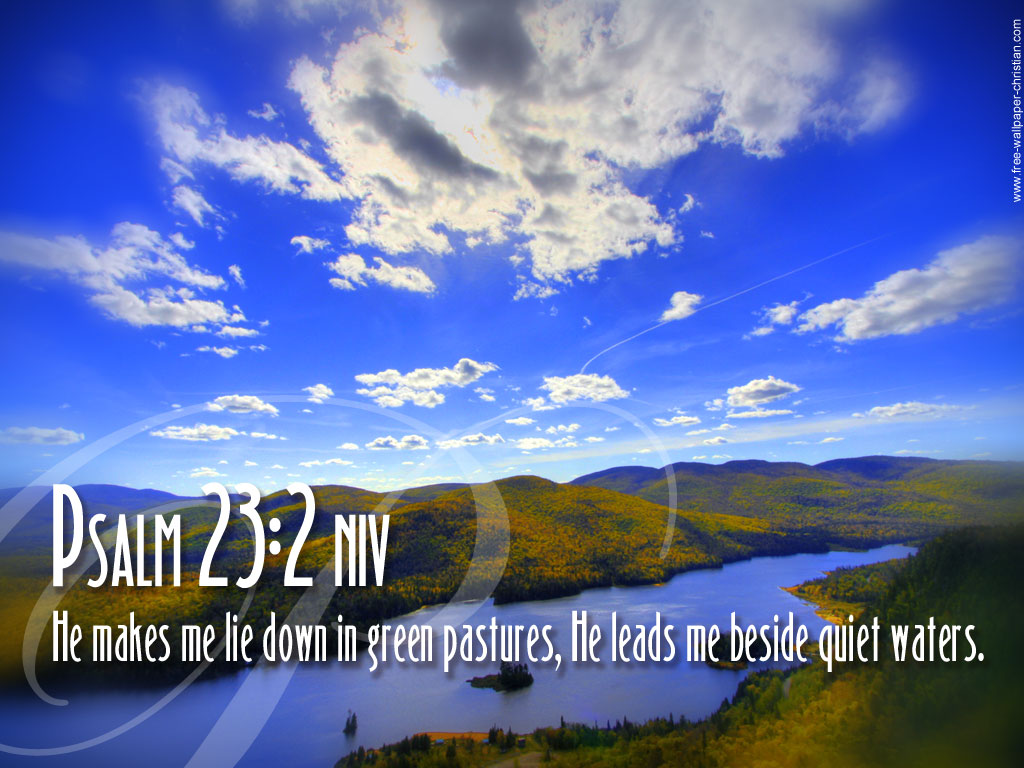 www.free-wallpaper-christian.com
Psalm 23:2 NIV
He makes me lie down in green pastures, He leads me beside quiet waters.